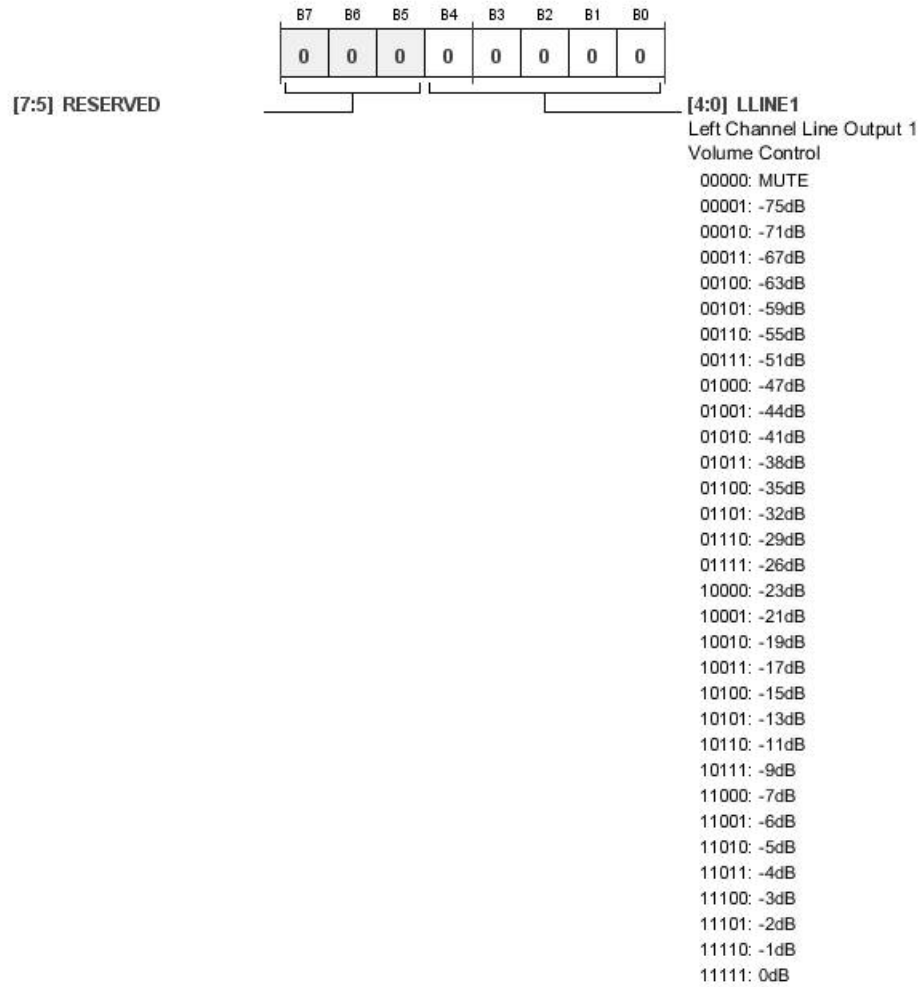 B7 B6 B5 B4 B3 B2 B1 B0
0 0 0 0 0 0 0 0
[7:5] RESERVED
[4:0] LLINE1
Left Channel Line Output 1
Volume Control
00000: MUTE
00001: -75dB
00010: -71dB
00011: -67dB
00100: -63dB
00101: -59dB
00110: -55dB
00111: -51dB
01000: -47dB
01001: -44dB
01010: -41dB
01011: -38dB
01100: -35dB
01101: -32dB
01110: -29dB
01111: -26dB
10000: -23dB
10001: -21dB
10010: -19dB
10011: -17dB
10100: -15dB
10101: -13dB
10110: -11dB
10111: -9dB
11000: -7dB
11001: -6dB
11010: -5dB
11011: -4dB
11100: -3dB
11101: -2dB
11110: -1dB
11111: 0dB